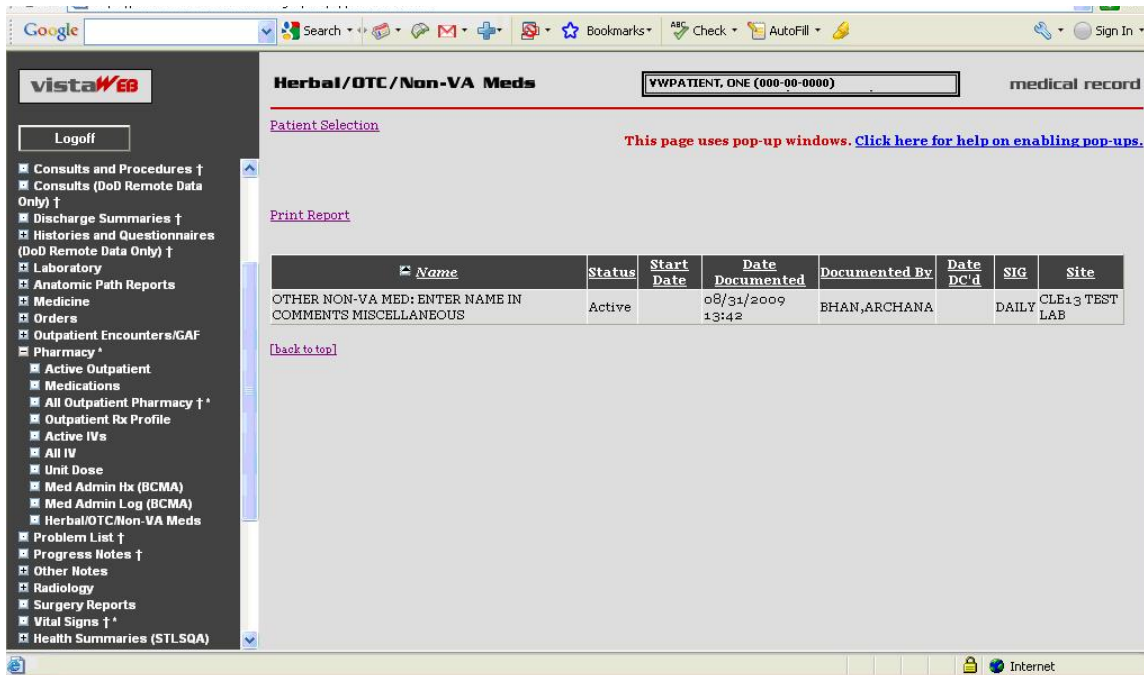 Google Search Bookmarks Check AutoFill Sign In
vistaWEB
Herbal/OTC/Non-VA Meds
VWPATIENT, ONE (000-00-0000)
medical record
Logoff
Patient Selection
This page uses pop-up windows. Click here for help on enabling pop-ups.
Print Report
Name Status Start Date Date Documented Documented By Date DC'd SIG Site
OTHER NON-VA MED: ENTER NAME IN
COMMENTS MISCELLANEOUS
Active
08/31/2009
13:42
BHAN,ARCHANA
DAILY
CLE13 TEST
LAB
[back to top]
Consults and Procedures †
Consults (DoD Remote Data
Only) †
Discharge Summaries †
Histories and Questionnaires
(DoD Remote Data Only) †
Laboratory
Anatomic Path Reports
Medicine
Orders
Outpatient Encounters/GAF
Pharmacy *
Active Outpatient
Medications
All Outpatient Pharmacy † *
Outpatient Rx Profile
Active IVs
All IV
Unit Dose
Med Admin Hx (BCMA)
Med Admin Log (BCMA)
Herbal/OTC/Non-VA Meds
Problem List †
Progress Notes †
Other Notes
Radiology
Surgery Reports
Vital Signs † *
Health Summaries (STLSQA)
Internet